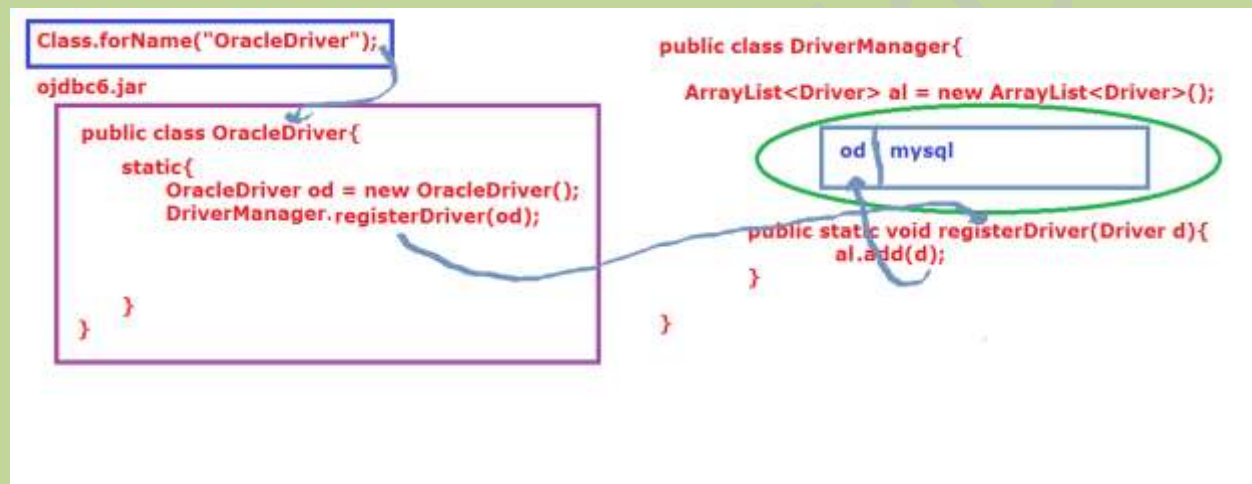 Class.forName("OracleDriver");
ojdbc6.jar
public class OracleDriver{
static{
OracleDriver od = new OracleDriver();
DriverManager.registerDriver(od);
}
}
public class DriverManager{
ArrayList<Driver> al = new ArrayList<Driver>();
od mysql
public static void registerDriver(Driver d){
al.add(d);
}
}